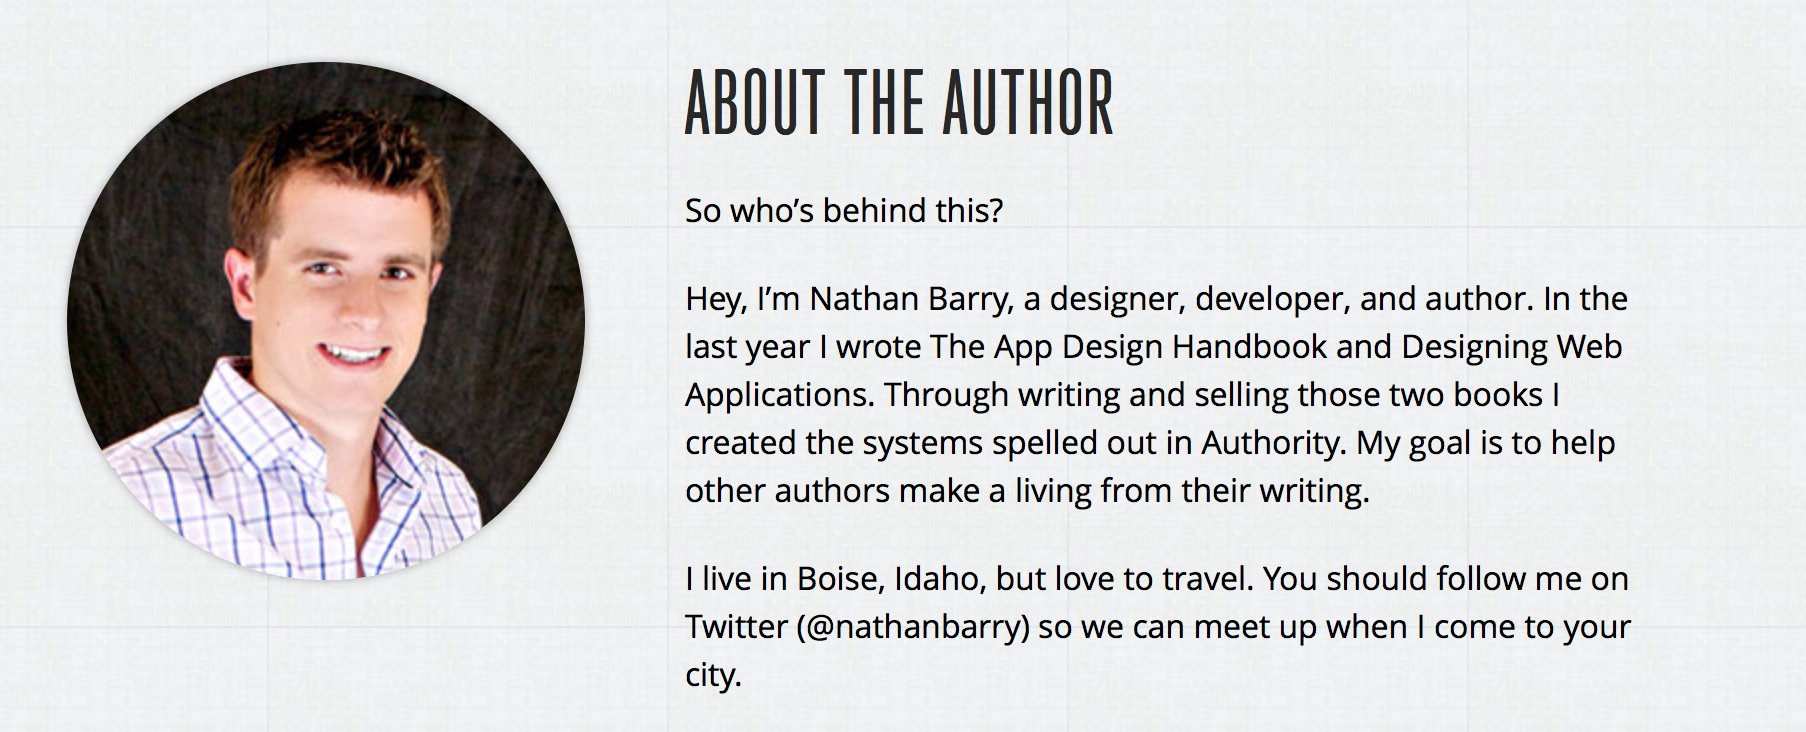 ABOUT THE AUTHOR
So who’s behind this?
Hey, I’m Nathan Barry, a designer, developer, and author. In the
last year I wrote The App Design Handbook and Designing Web
Applications. Through writing and selling those two books I
created the systems spelled out in Authority. My goal is to help
other authors make a living from their writing.
I live in Boise, Idaho, but love to travel. You should follow me on
Twitter (@nathanbarry) so we can meet up when I come to your
city.